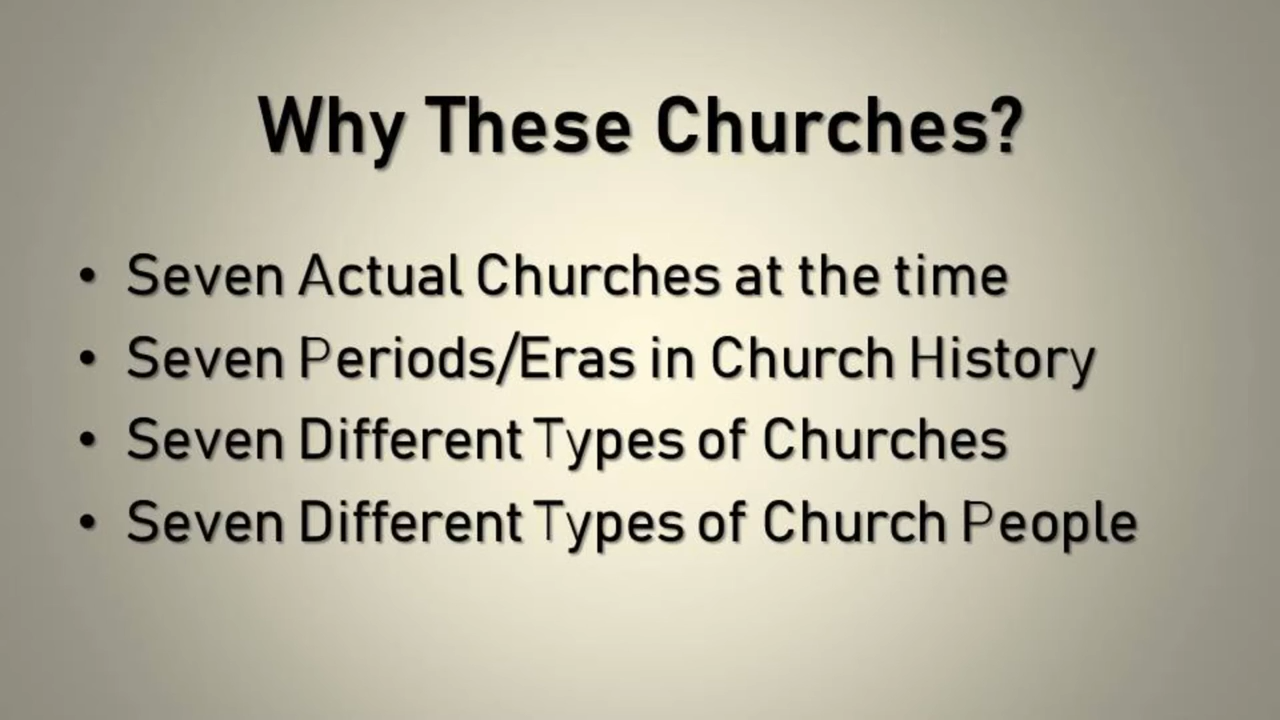 Why These Churches?
• Seven Actual Churches at the time
• Seven Periods/Eras in Church History
• Seven Different Types of Churches
• Seven Different Types of Church People